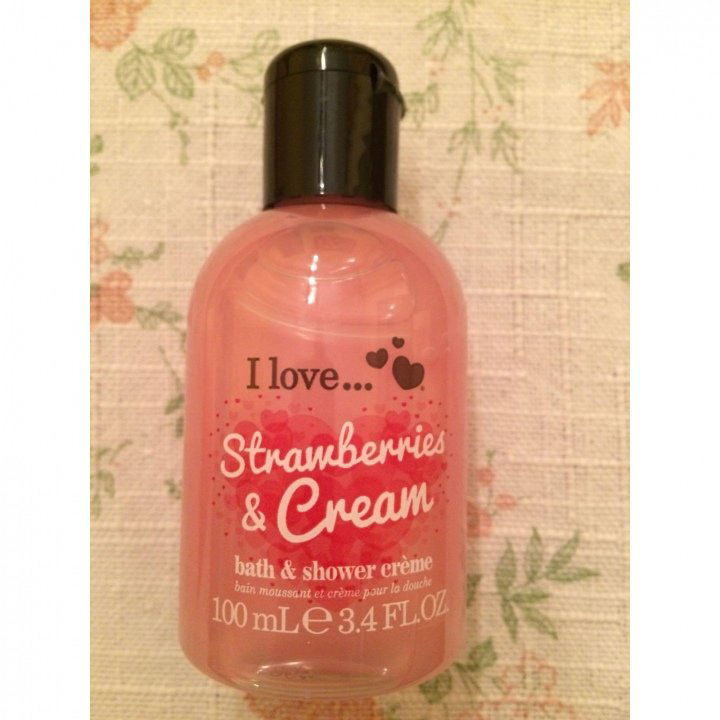 I love...
Strawberries
& Cream
bath & shower crème
bain moussant et crème pour la douche
100 mL e 3.4 FL.OZ.